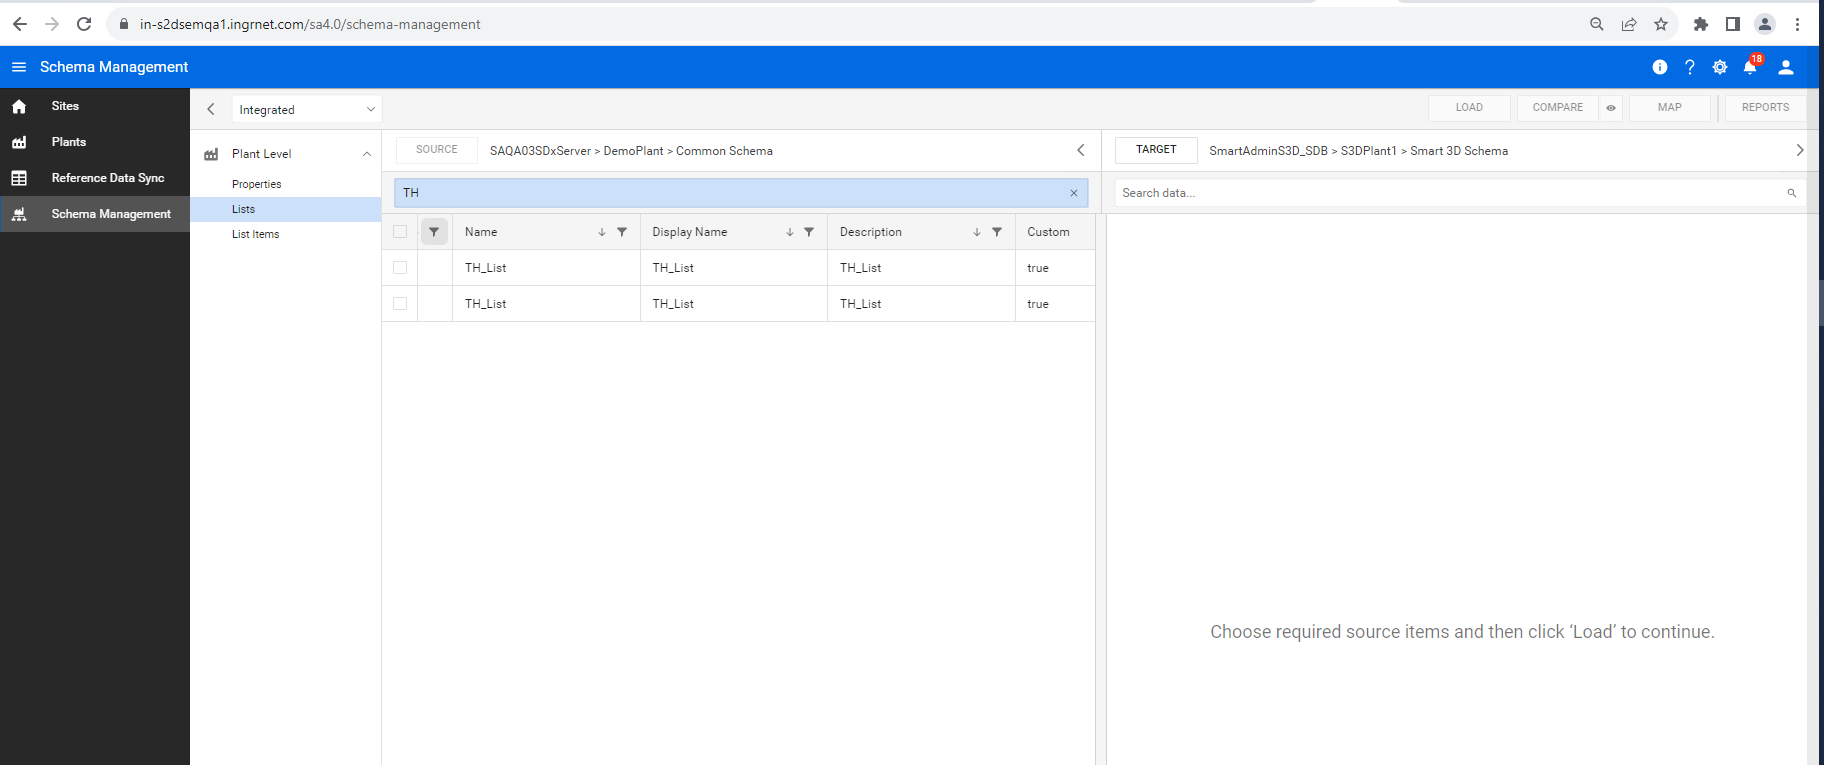 in-s2dsemqa1.ingrnet.com/sa4.0/schema-management
Schema Management
18
Sites
Plants
Reference Data Sync
Schema Management
Integrated
LOAD
COMPARE
MAP
REPORTS
Plant Level
Properties
Lists
List Items
SOURCE
SAQA03SDxServer > DemoPlant > Common Schema
TARGET
SmartAdminS3D_SDB > S3DPlant1 > Smart 3D Schema
TH
Search data...
Name
Display Name
Description
Custom
TH_List
TH_List
TH_List
true
TH_List
TH_List
TH_List
true
Choose required source items and then click ‘Load’ to continue.